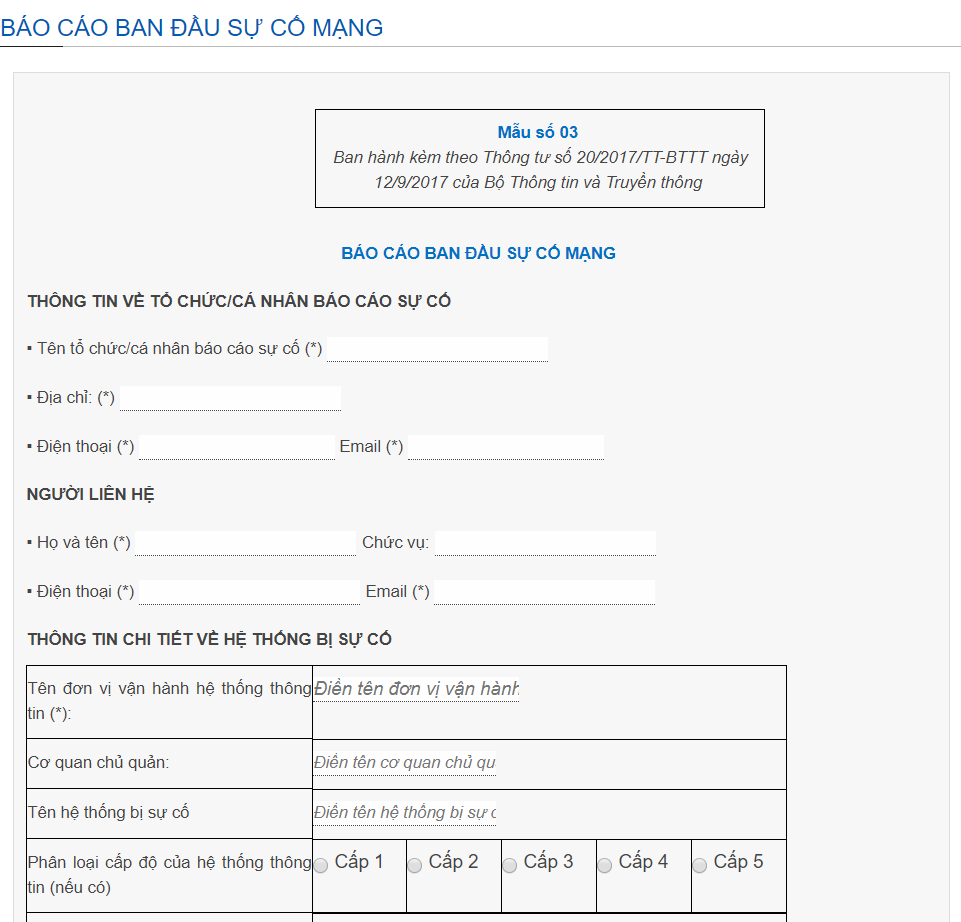 BÁO CÁO BAN ĐẦU SỰ CỐ MẠNG
Mẫu số 03
Ban hành kèm theo Thông tư số 20/2017/TT-BTTT ngày
12/9/2017 của Bộ Thông tin và Truyền thông
BÁO CÁO BAN ĐẦU SỰ CỐ MẠNG
THÔNG TIN VỀ TỔ CHỨC/CÁ NHÂN BÁO CÁO SỰ CỐ
▪ Tên tổ chức/cá nhân báo cáo sự cố (*)
▪ Địa chỉ: (*)
▪ Điện thoại (*) Email (*)
NGƯỜI LIÊN HỆ
▪ Họ và tên (*) Chức vụ:
▪ Điện thoại (*) Email (*)
THÔNG TIN CHI TIẾT VỀ HỆ THỐNG BỊ SỰ CỐ
Tên đơn vị vận hành hệ thống thông Điền tên đơn vị vận hành
tin (*):
Cơ quan chủ quản: Điền tên cơ quan chủ qu
Tên hệ thống bị sự cố Điền tên hệ thống bị sự c
Phân loại cấp độ của hệ thống thông Cấp 1 Cấp 2 Cấp 3 Cấp 4 Cấp 5
tin (nếu có)